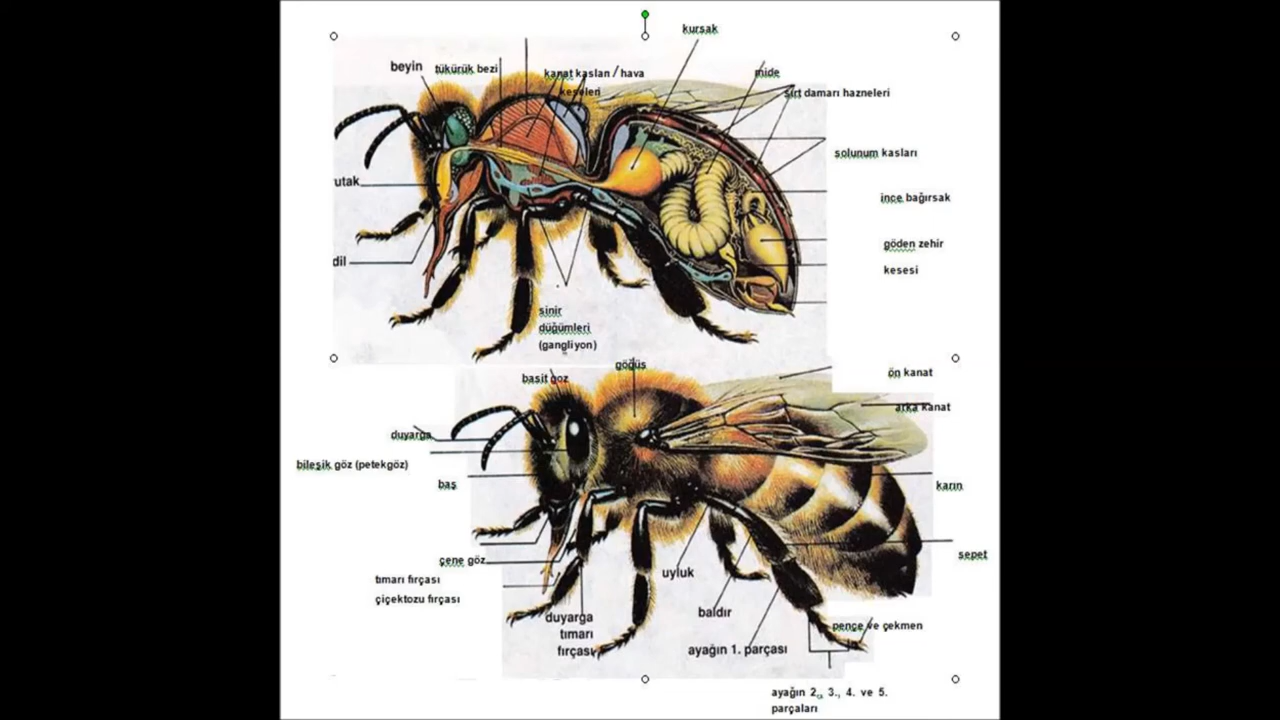 kursak
beyin
tükürük bezi
kanat kasları / hava
keseleri
mide
sırt damarı hazneleri
solunum kasları
utak
ince bağırsak
göden zehir
dil
kesesi
sinir
düğümleri
(gangliyon)
göğüs
basit göz
ön kanat
arka kanat
duyarga
bileşik göz (petekgöz)
baş
karın
sepet
çene göz
tımarı fırçası
çiçektozu fırçası
uyluk
baldır
duyarga
tımarı
fırçası
pençe ve çekmen
ayağın 1. parçası
ayağın 2., 3., 4. ve 5.
parçaları